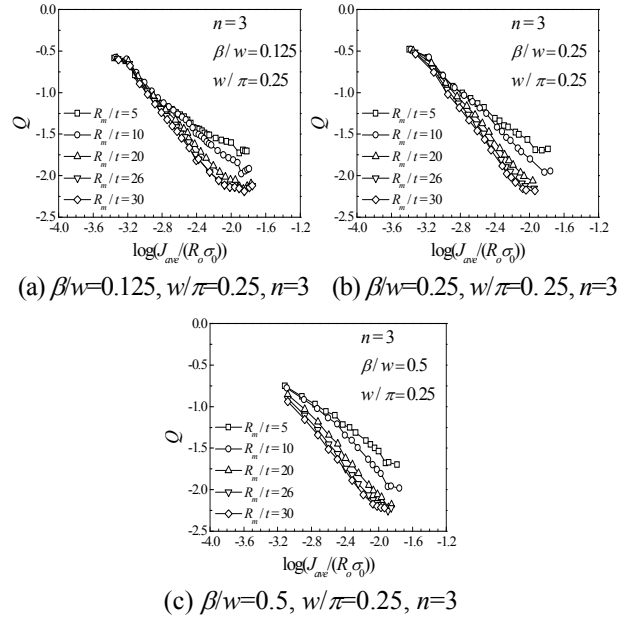 n=3
β/w=0.125
w/π=0.25
Q
0.0
-0.5
-1.0
-1.5
-2.0
-2.5
R_m/t=5
R_m/t=10
R_m/t=20
R_m/t=26
R_m/t=30
-4.0 -3.6 -3.2 -2.8 -2.4 -2.0 -1.6 -1.2
log(J_ave/(R_oσ_0))
(a) β/w=0.125, w/π=0.25, n=3
n=3
β/w=0.25
w/π=0.25
Q
0.0
-0.5
-1.0
-1.5
-2.0
-2.5
R_m/t=5
R_m/t=10
R_m/t=20
R_m/t=26
R_m/t=30
-4.0 -3.6 -3.2 -2.8 -2.4 -2.0 -1.6 -1.2
log(J_ave/(R_oσ_0))
(b) β/w=0.25, w/π=0. 25, n=3
n=3
β/w=0.5
w/π=0.25
Q
0.0
-0.5
-1.0
-1.5
-2.0
-2.5
R_m/t=5
R_m/t=10
R_m/t=20
R_m/t=26
R_m/t=30
-4.0 -3.6 -3.2 -2.8 -2.4 -2.0 -1.6 -1.2
log(J_ave/(R_oσ_0))
(c) β/w=0.5, w/π=0.25, n=3